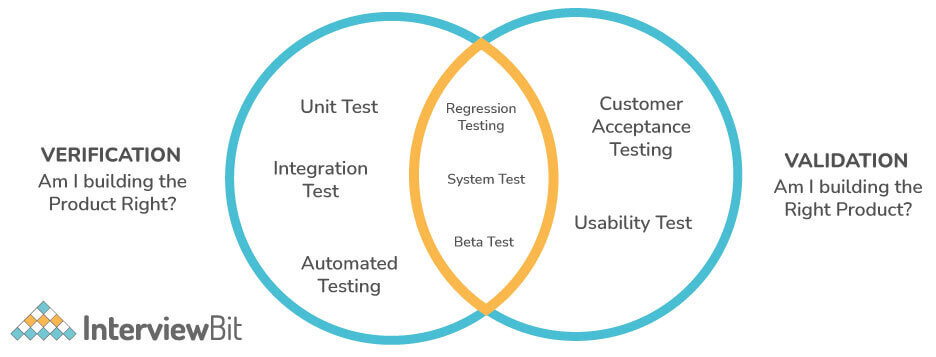 VERIFICATION
Am I building the
Product Right?
Unit Test
Integration
Test
Automated
Testing
Regression
Testing
System Test
Beta Test
Customer
Acceptance
Testing
Usability Test
VALIDATION
Am I building the
Right Product?
InterviewBit